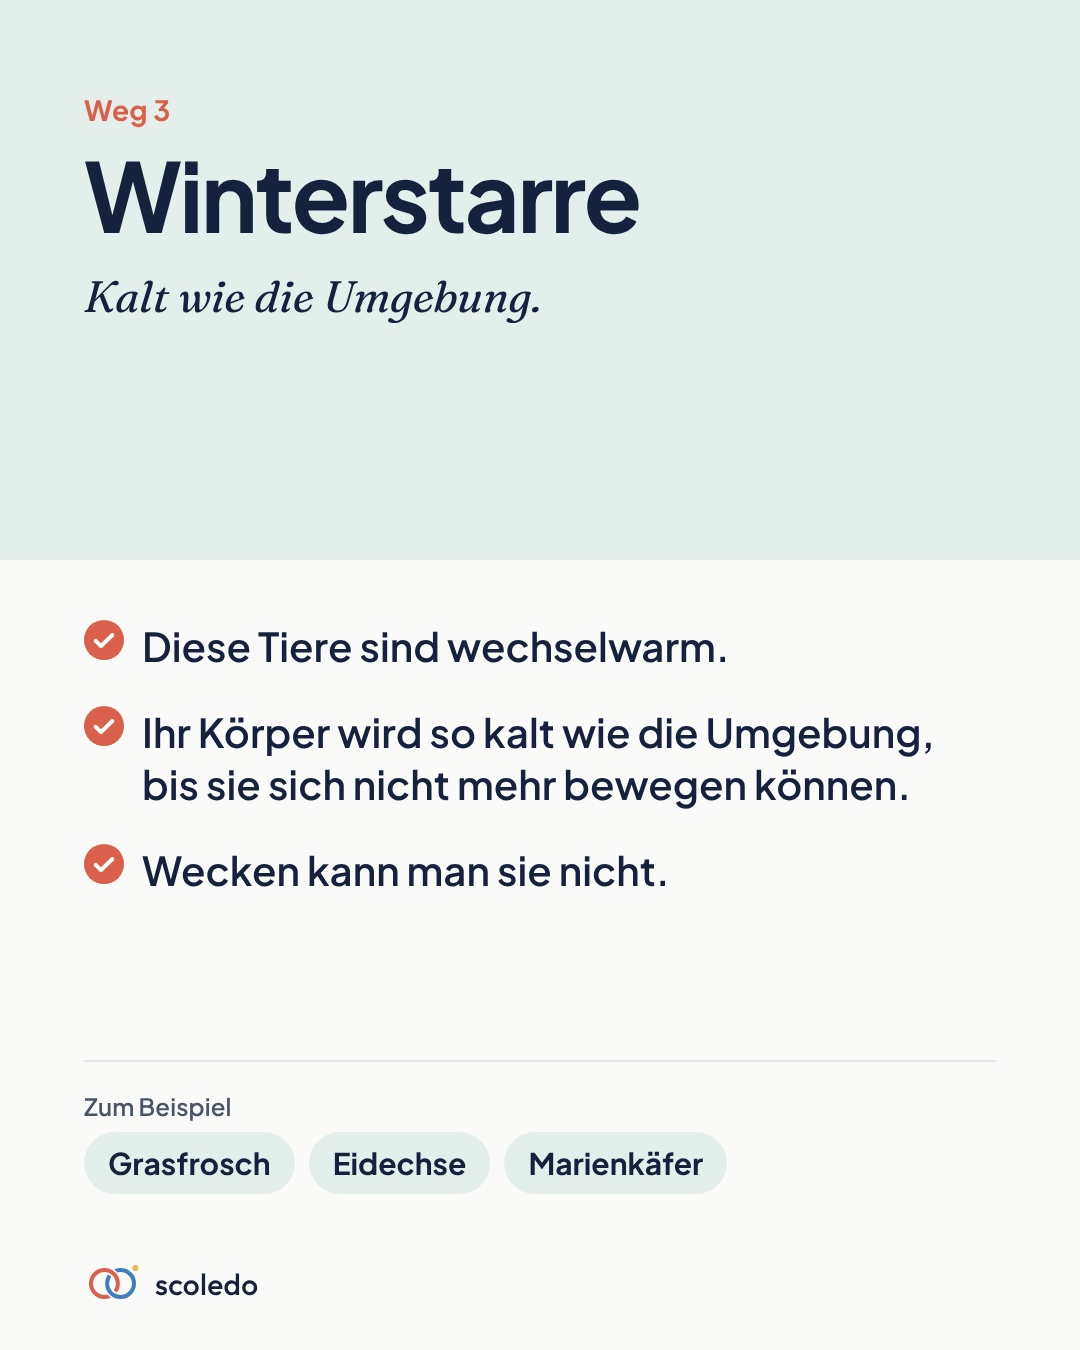 Weg 3
Winterstarre
Kalt wie die Umgebung.
Diese Tiere sind wechselwarm.
Ihr Körper wird so kalt wie die Umgebung,
bis sie sich nicht mehr bewegen können.
Wecken kann man sie nicht.
Zum Beispiel
Grasfrosch Eidechse Marienkäfer
scoledo